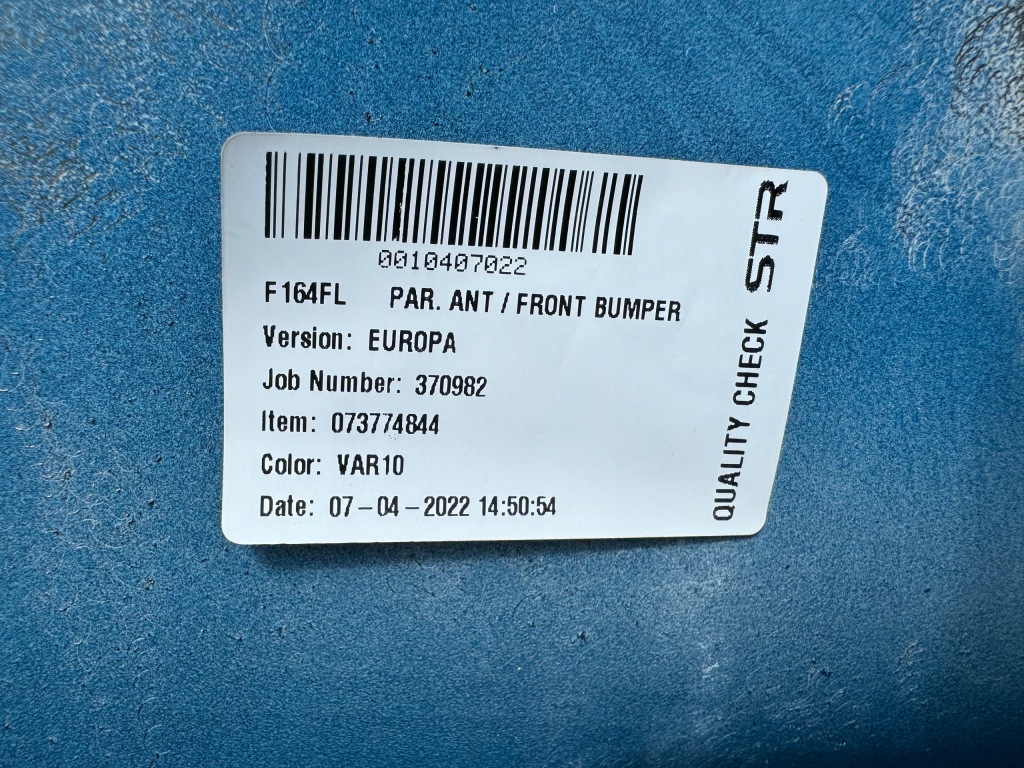 0010407022
F164FL PAR. ANT / FRONT BUMPER
Version: EUROPA
Job Number: 370982
Item: 073774844
Color: VAR10
Date: 07-04-2022 14:50:54
QUALITY CHECK STR